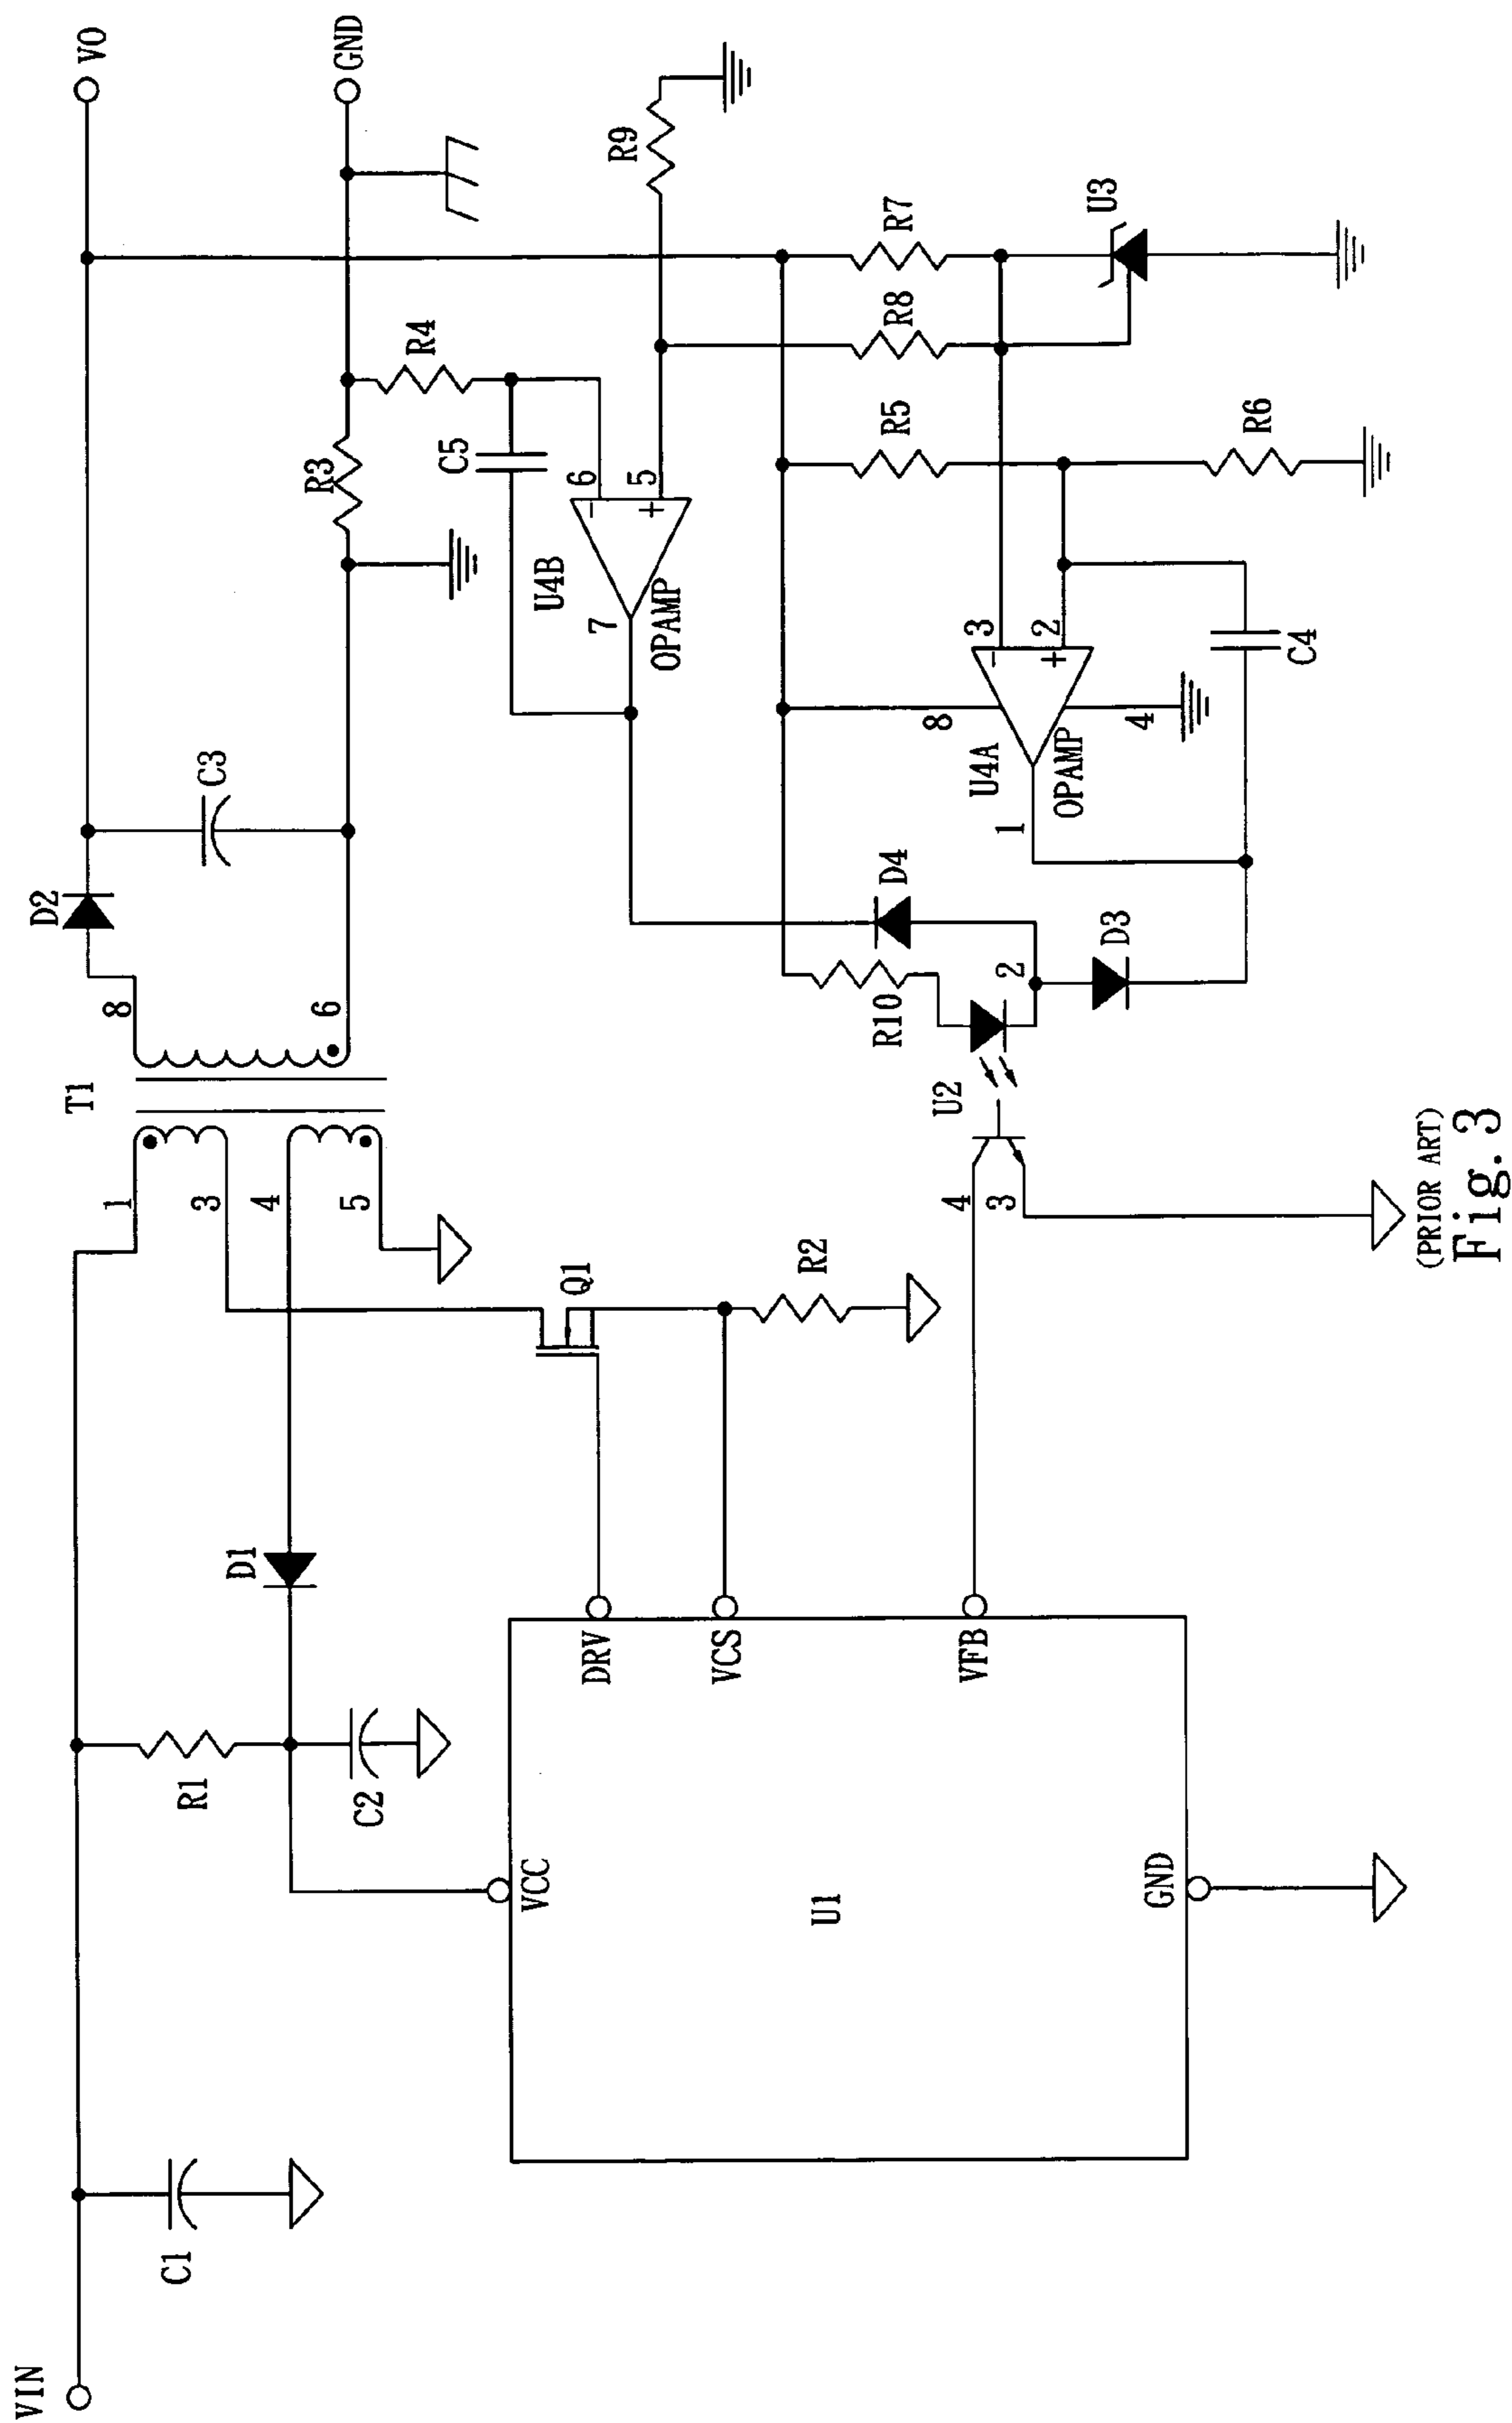 VIN
C1
R1
C2
D1
VCC
U1
GND
DRV
VCS
VFB
Q1
R2
1
3
4
5
T1
8
6
D2
C3
VO
GND
R3
R4
C5
6
5
-
+
7
U4B
OPAMP
R9
R7
R8
U3
R5
R6
3
2
-
+
8
4
1
U4A
OPAMP
C4
D4
D3
R10
2
U2
4
3
(PRIOR ART)
Fig. 3